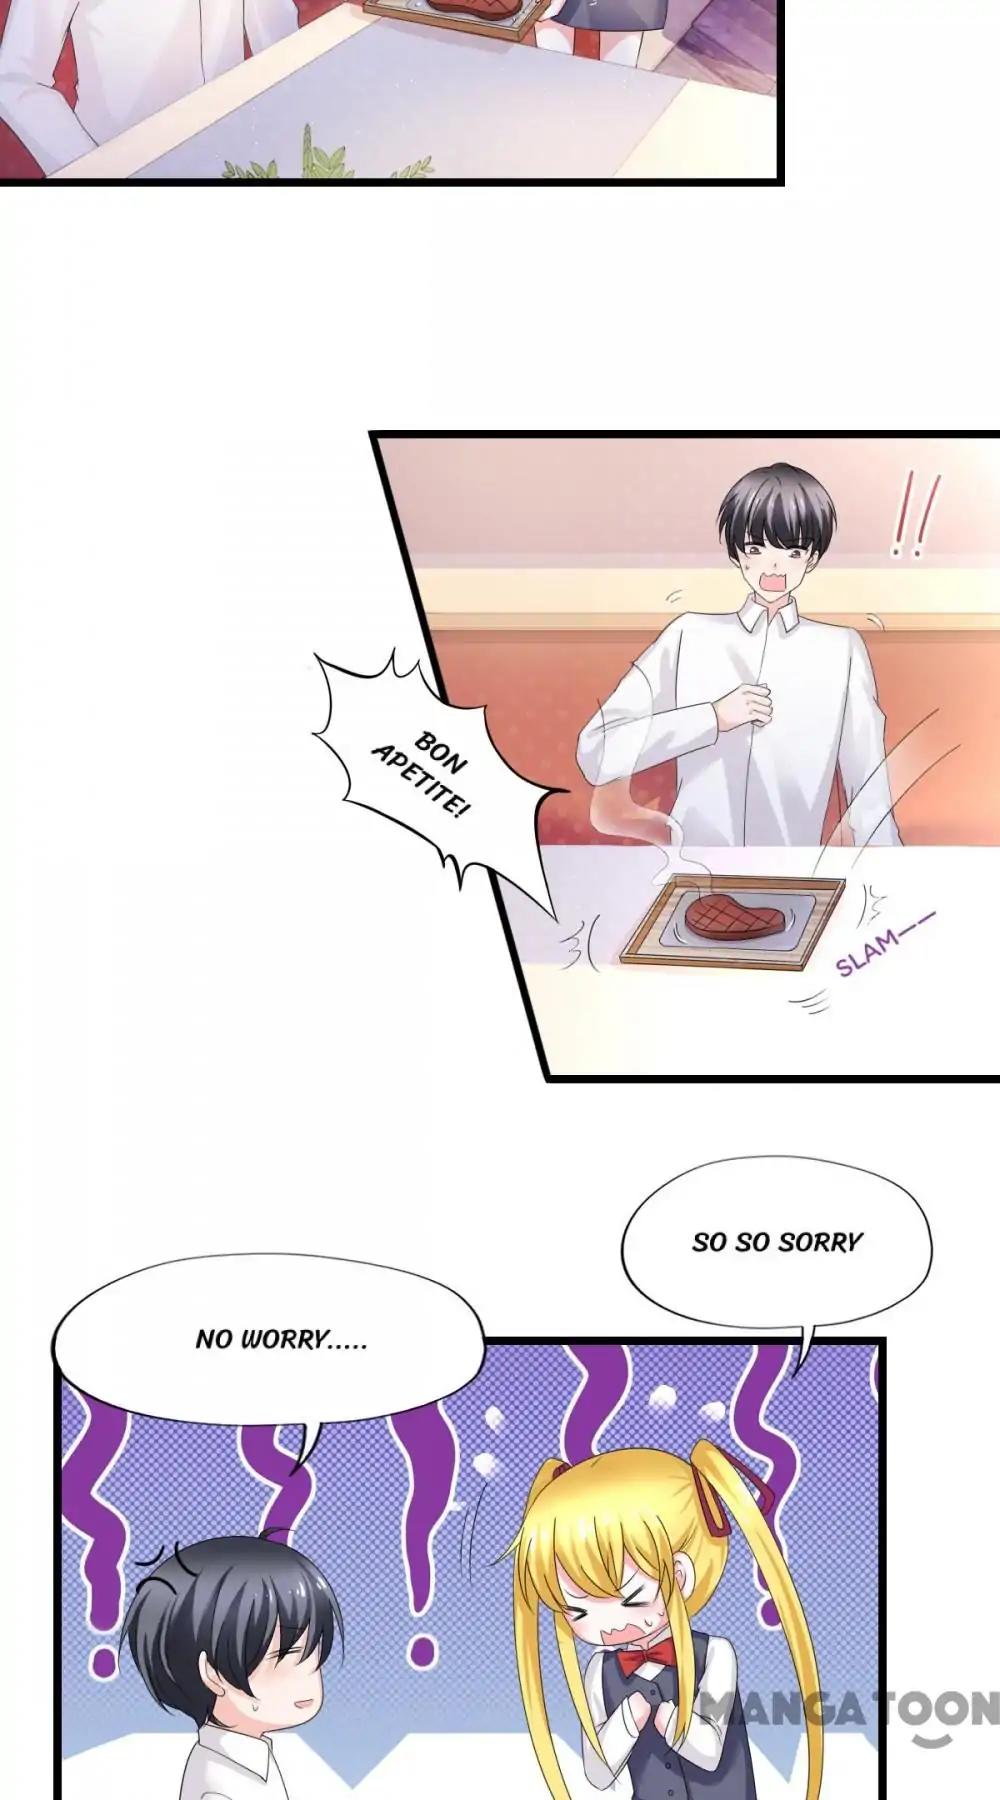 !!
BON
APETITE!
SLAM——
SO SO SORRY
NO WORRY.....
MANGATOON